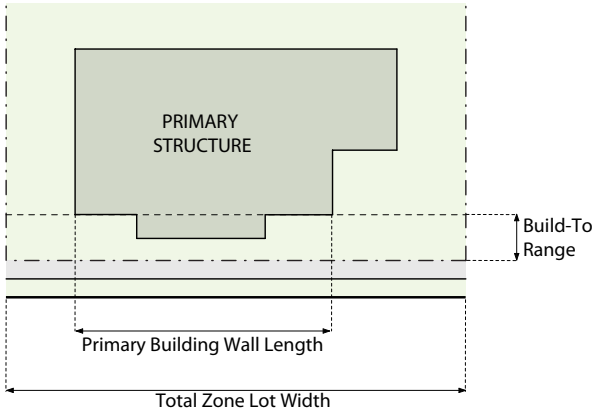 PRIMARY
STRUCTURE
Build-To
Range
Primary Building Wall Length
Total Zone Lot Width